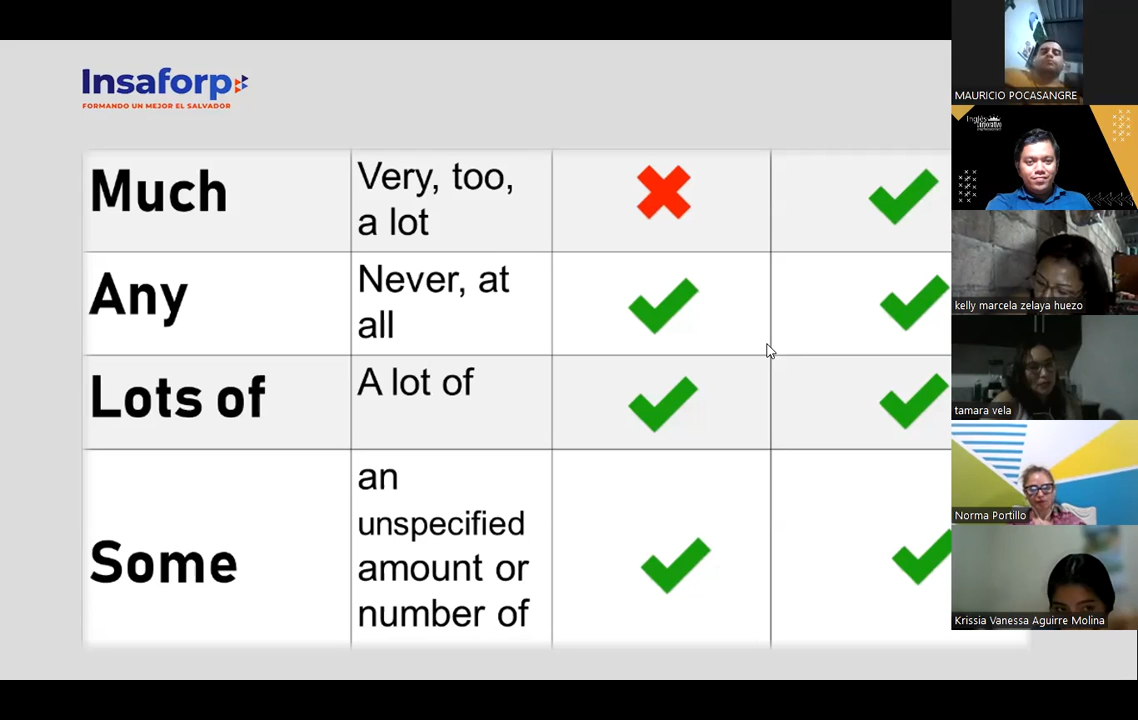 Insaforp
FORMANDO UN MEJOR EL SALVADOR
Much
Very, too,
a lot
Any
Never, at
all
Lots of
A lot of
Some
an
unspecified
amount or
number of
MAURICIO POCASANGRE
Inglés
kelly marcela zelaya huezo
tamara vela
Norma Portillo
Krissia Vanessa Aguirre Molina